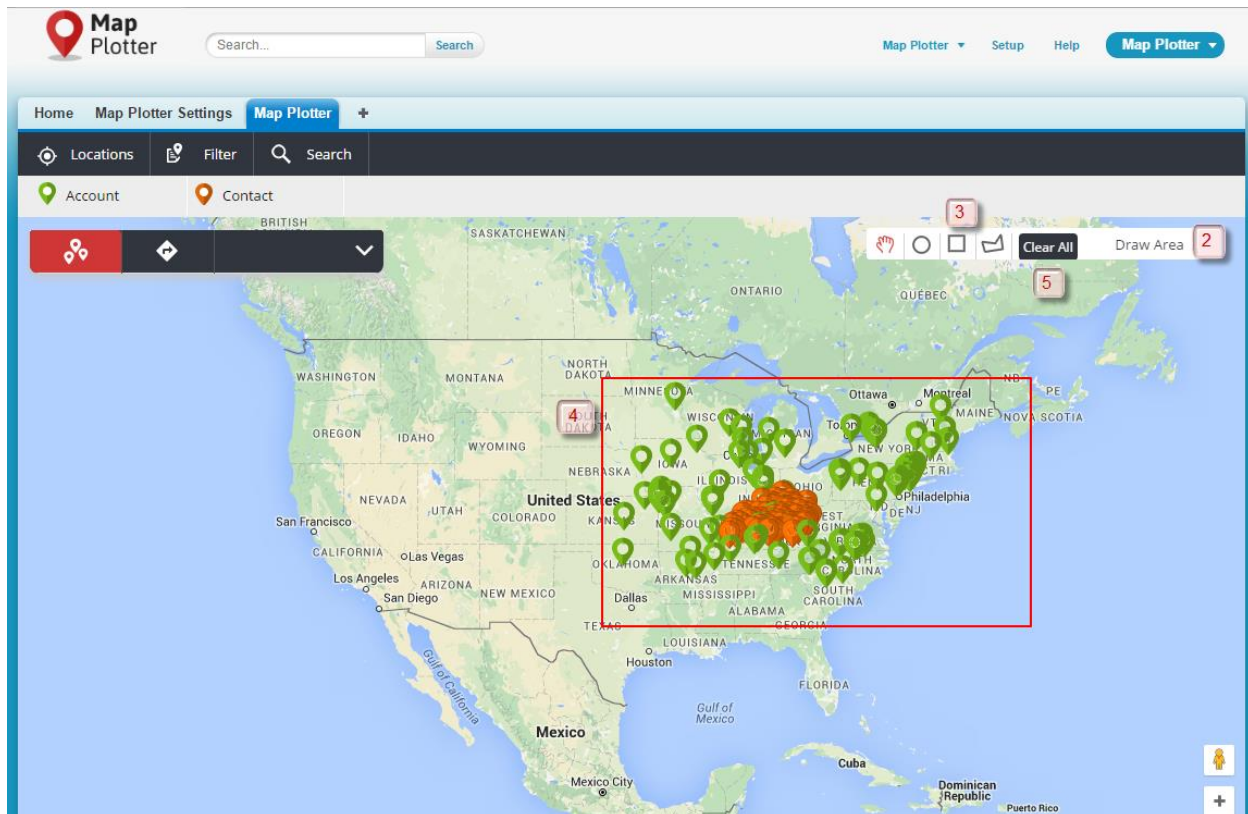 Map
Plotter
Search...
Search
Map Plotter
Setup
Help
Map Plotter
Home
Map Plotter Settings
Map Plotter
+
Locations
Filter
Search
Account
Contact
3
Clear All
Draw Area
2
5
BRITISH
SASKATCHEWAN
ONTARIO
QUÉBEC
WASHINGTON
MONTANA
NORTH
DAKOTA
NB
PE
Ottawa
Montreal
MAINE
NOVA SCOTIA
4
OREGON
IDAHO
WYOMING
NEW YORK
NEBRASKA
IOWA
ILLINOIS
OHIO
NEVADA
UTAH
COLORADO
United States
Philadelphia
DE
NJ
San Francisco
CALIFORNIA
Las Vegas
OKLAHOMA
TENNESSEE
Los Angeles
ARIZONA
NEW MEXICO
ARKANSAS
San Diego
Dallas
MISSISSIPPI
SOUTH
CAROLINA
ALABAMA
TEXAS
GEORGIA
LOUISIANA
Houston
FLORIDA
Gulf of California
Gulf of
Mexico
Mexico
Cuba
Mexico City
Dominican
Republic
Puerto Rico
+